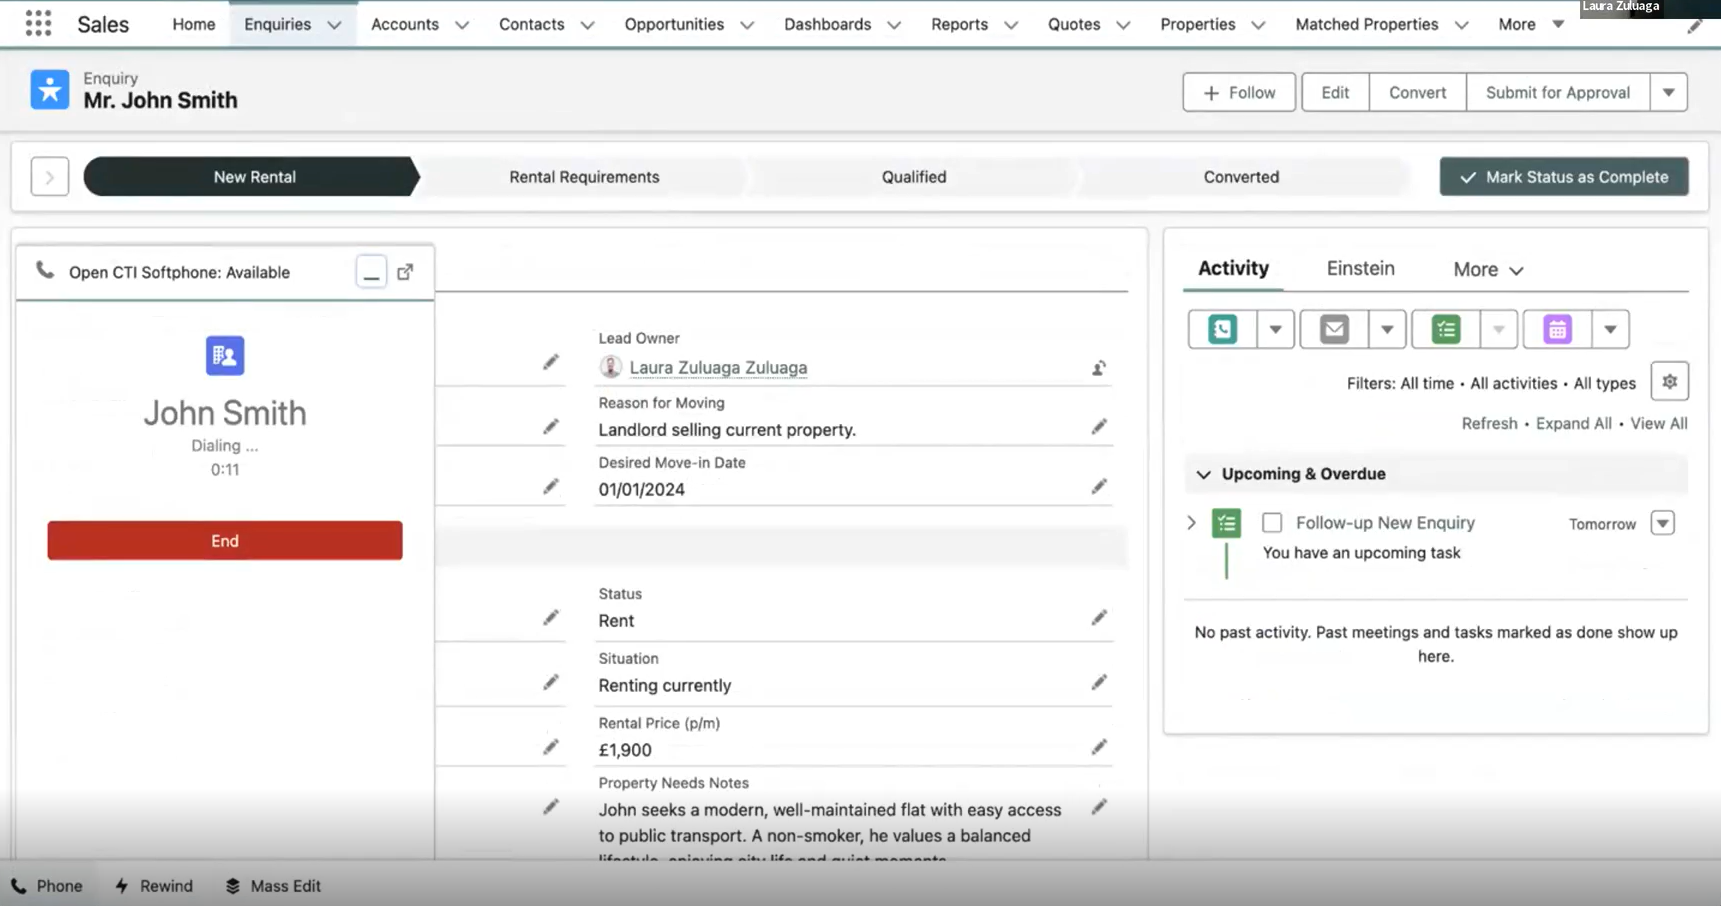 Laura Zuluaga
Sales
Home
Enquiries
Accounts
Contacts
Opportunities
Dashboards
Reports
Quotes
Properties
Matched Properties
More
Enquiry
Mr. John Smith
Follow
Edit
Convert
Submit for Approval
New Rental
Rental Requirements
Qualified
Converted
Mark Status as Complete
Open CTI Softphone: Available
John Smith
Dialing ...
0:11
End
Lead Owner
Laura Zuluaga Zuluaga
Reason for Moving
Landlord selling current property.
Desired Move-in Date
01/01/2024
Status
Rent
Situation
Renting currently
Rental Price (p/m)
£1,900
Property Needs Notes
John seeks a modern, well-maintained flat with easy access
to public transport. A non-smoker, he values a balanced
lifestyle, enjoying city life and quiet moments.
Activity
Einstein
More
Filters: All time • All activities • All types
Refresh • Expand All • View All
Upcoming & Overdue
Follow-up New Enquiry
Tomorrow
You have an upcoming task
No past activity. Past meetings and tasks marked as done show up
here.
Phone
Rewind
Mass Edit